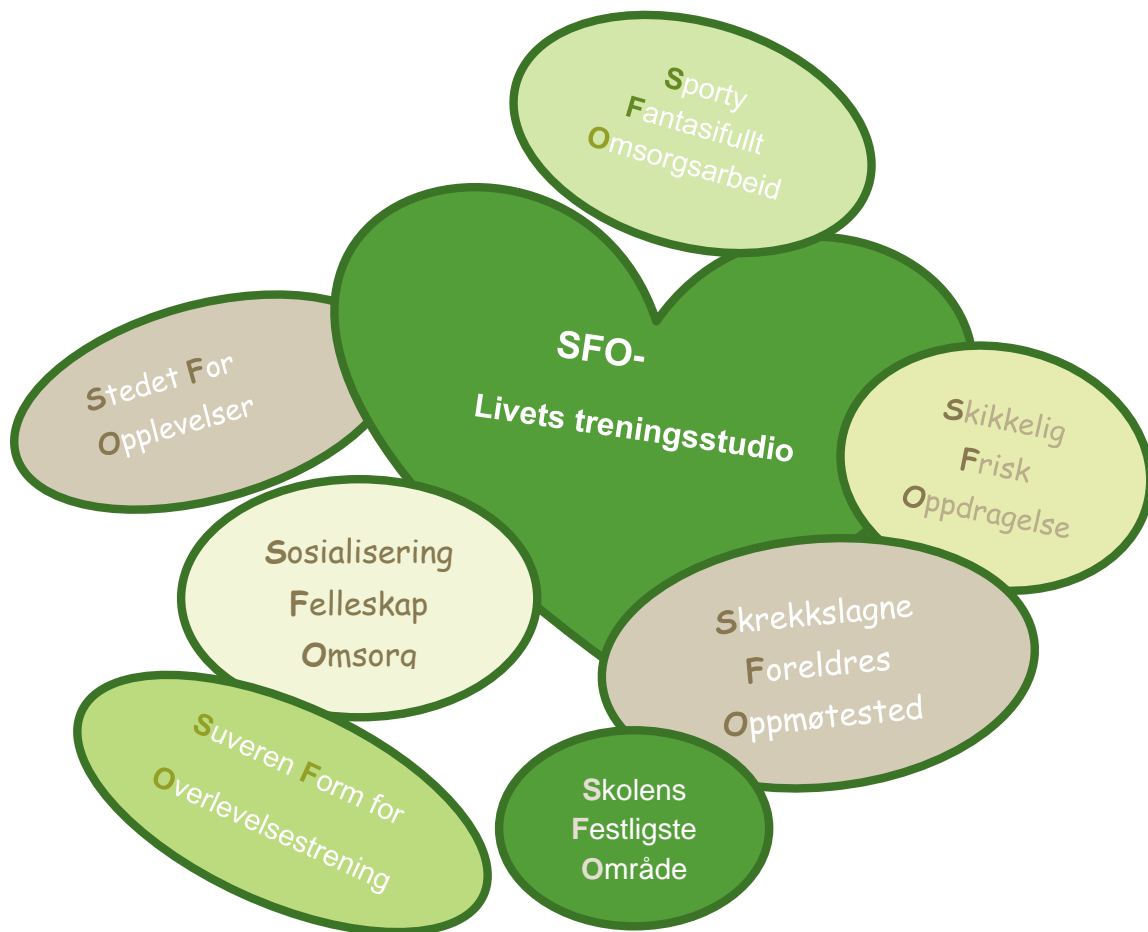 Sporty
Fantasifullt
Omsorgsarbeid
SFO-
Livets treningsstudio
Stedet For
Opplevelser
Skikkelig
Frisk
Oppdragelse
Sosialisering
Felleskap
Omsorg
Skrekkslagne
Foreldres
Oppmøtested
Suveren Form for
Overlevelsestrening
Skolens
Festligste
Område